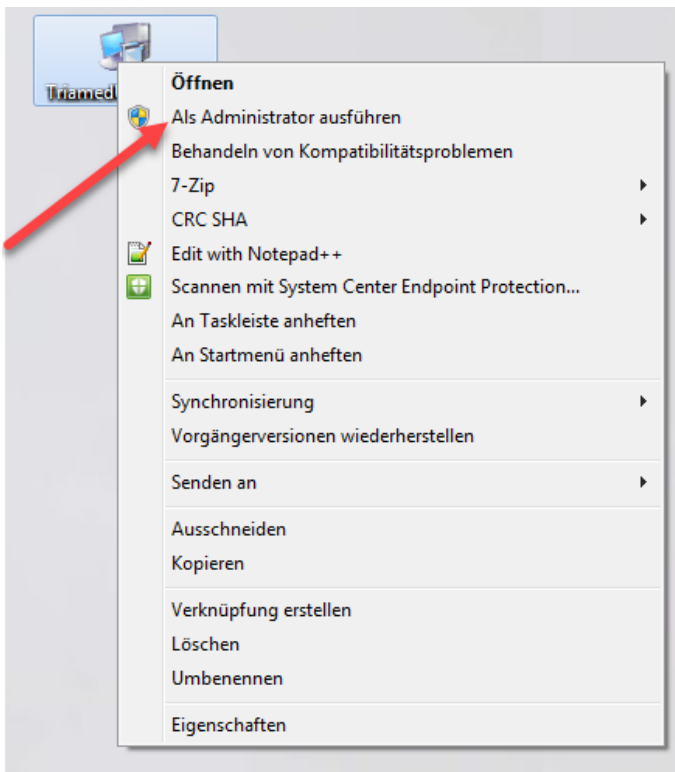 Öffnen
Als Administrator ausführen
Behandeln von Kompatibilitätsproblemen
7-Zip
CRC SHA
Edit with Notepad++
Scannen mit System Center Endpoint Protection...
An Taskleiste anheften
An Startmenü anheften
Synchronisierung
Vorgängerversionen wiederherstellen
Senden an
Ausschneiden
Kopieren
Verknüpfung erstellen
Löschen
Umbenennen
Eigenschaften